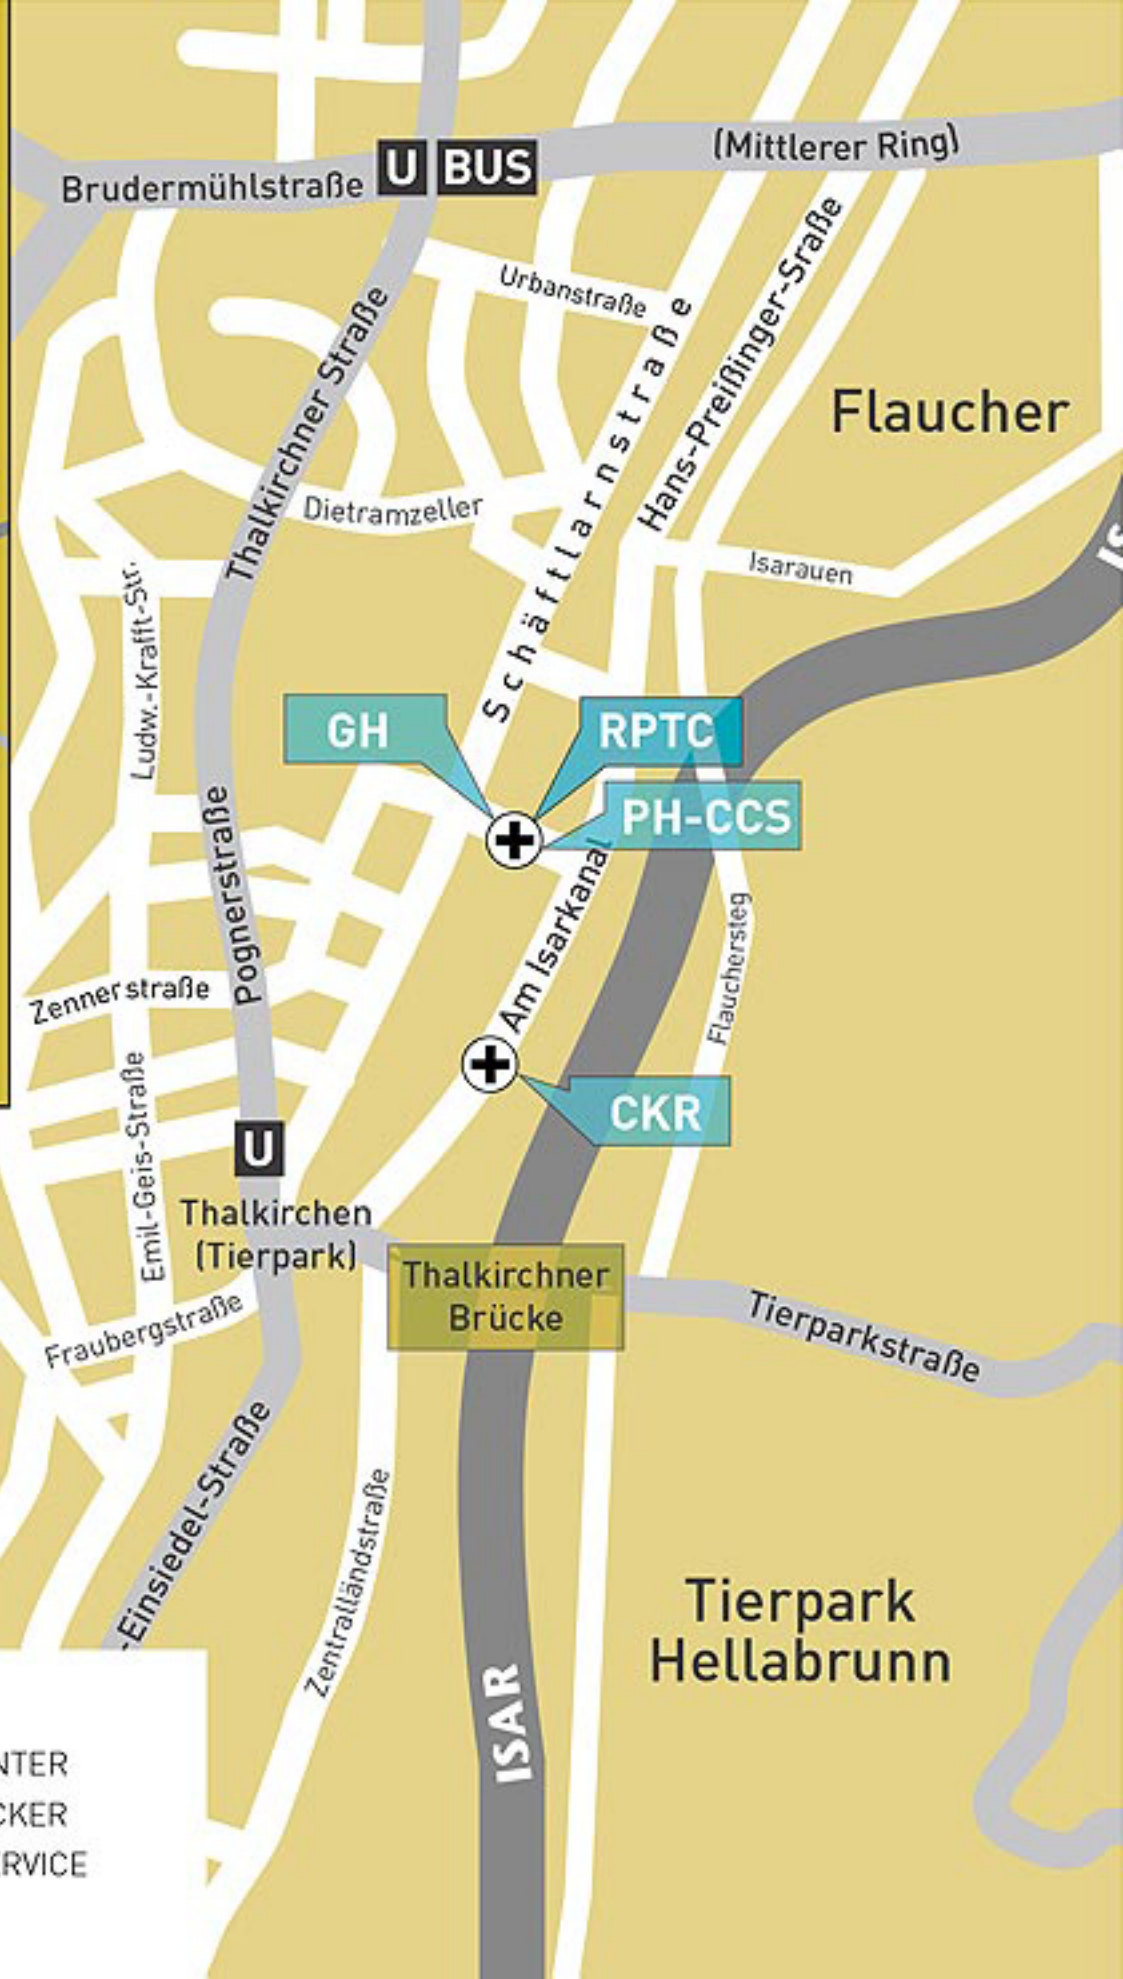 (Mittlerer Ring)
Brudermühlstraße
U
BUS
Urbanstraße
Thalkirchner Straße
Schäftlarnstraße
Hans-Preißinger-Sraße
Flaucher
Dietramzeller
Isarauen
IS
Ludw.-Krafft-Str.
GH
RPTC
PH-CCS
Pognerstraße
Am Isarkanal
Flauchersteg
Zennerstraße
Emil-Geis-Straße
CKR
U
Thalkirchen
(Tierpark)
Thalkirchner
Brücke
Fraubergstraße
Tierparkstraße
-Einsiedel-Straße
Zentralländstraße
Tierpark
Hellabrunn
ISAR
NTER
CKER
RVICE